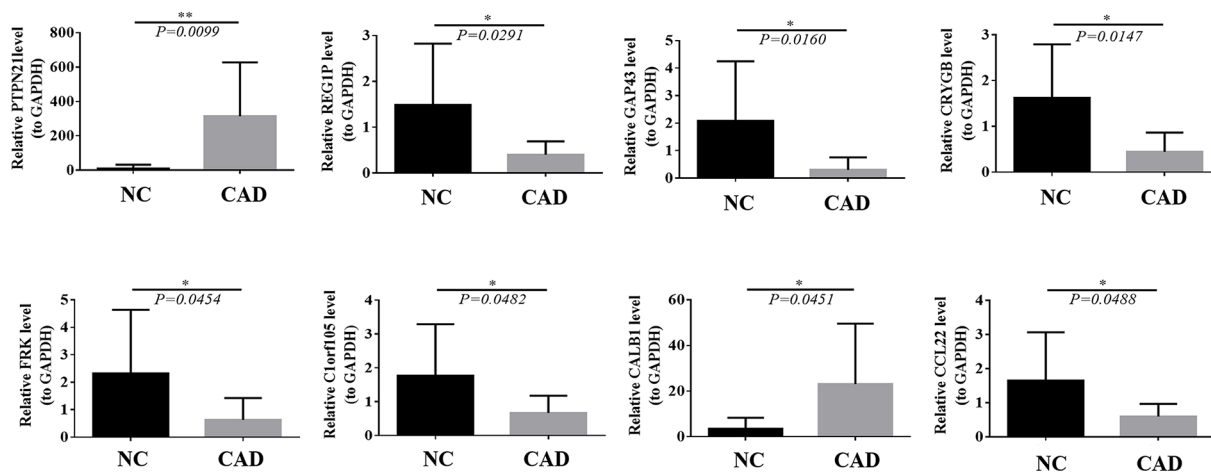 **
P=0.0099
Relative PTPN21level
(to GAPDH)
800
600
400
200
0
NC CAD
*
P=0.0291
Relative REG1P level
(to GAPDH)
3
2
1
0
NC CAD
*
P=0.0160
Relative GAP43 level
(to GAPDH)
5
4
3
2
1
0
NC CAD
*
P=0.0147
Relative CRYGB level
(to GAPDH)
3
2
1
0
NC CAD
*
P=0.0454
Relative FRK level
(to GAPDH)
5
4
3
2
1
0
NC CAD
*
P=0.0482
Relative C1orf105 level
(to GAPDH)
4
3
2
1
0
NC CAD
*
P=0.0451
Relative CALB1 level
(to GAPDH)
60
40
20
0
NC CAD
*
P=0.0488
Relative CCL22 level
(to GAPDH)
4
3
2
1
0
NC CAD